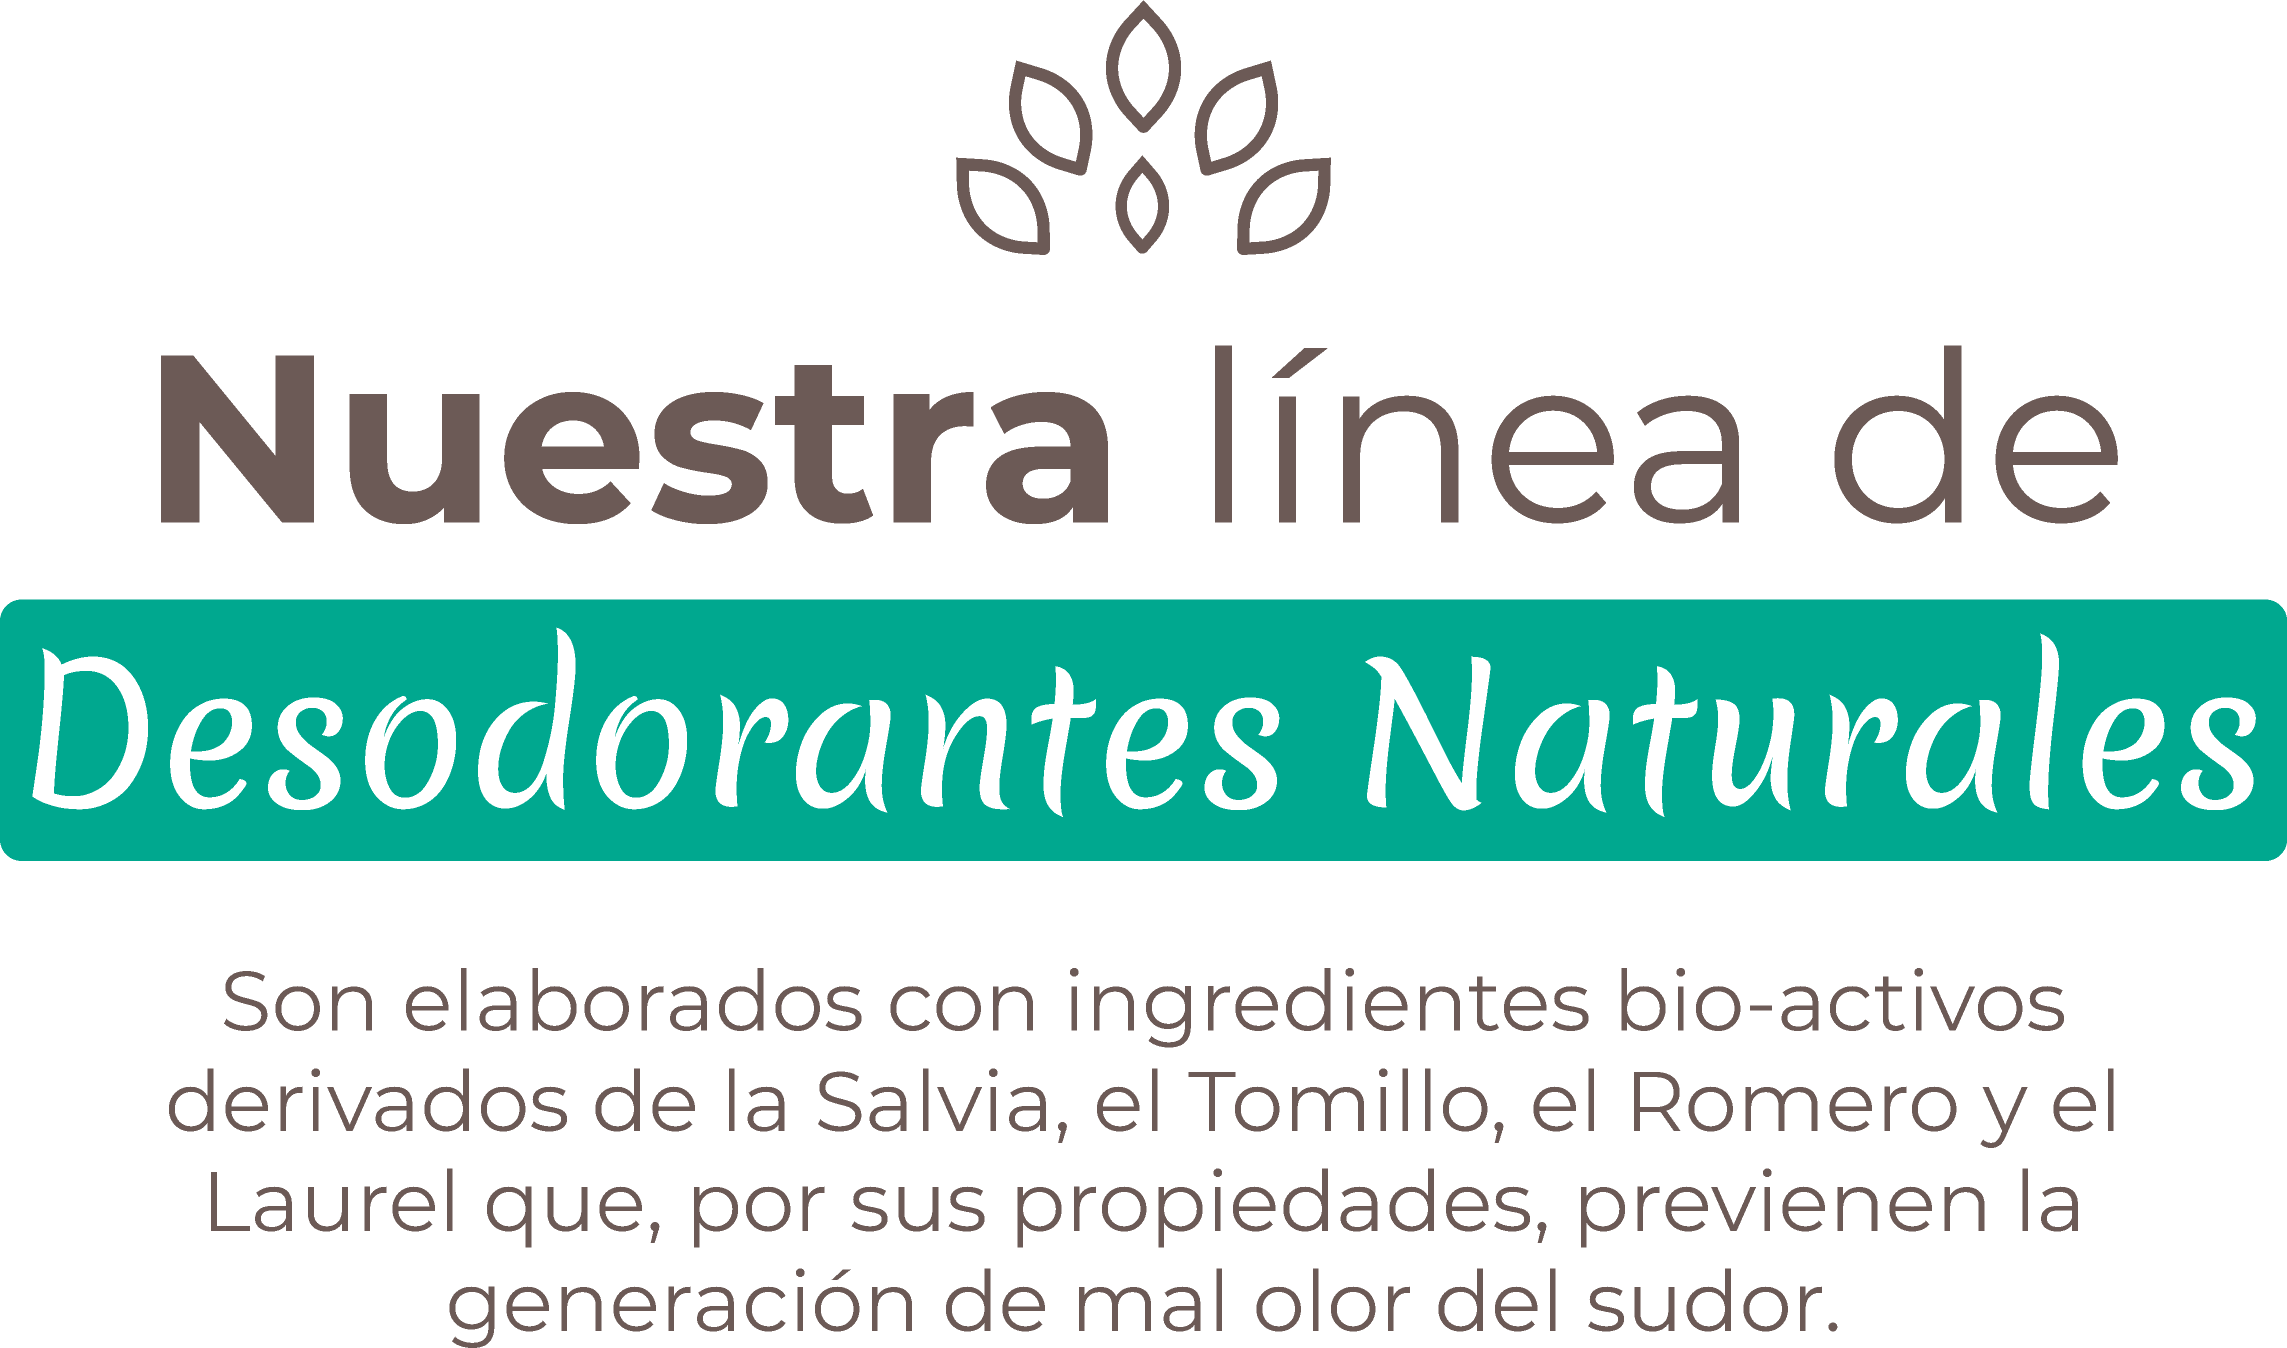 Nuestra línea de
Desodorantes Naturales
Son elaborados con ingredientes bio-activos
derivados de la Salvia, el Tomillo, el Romero y el
Laurel que, por sus propiedades, previenen la
generación de mal olor del sudor.